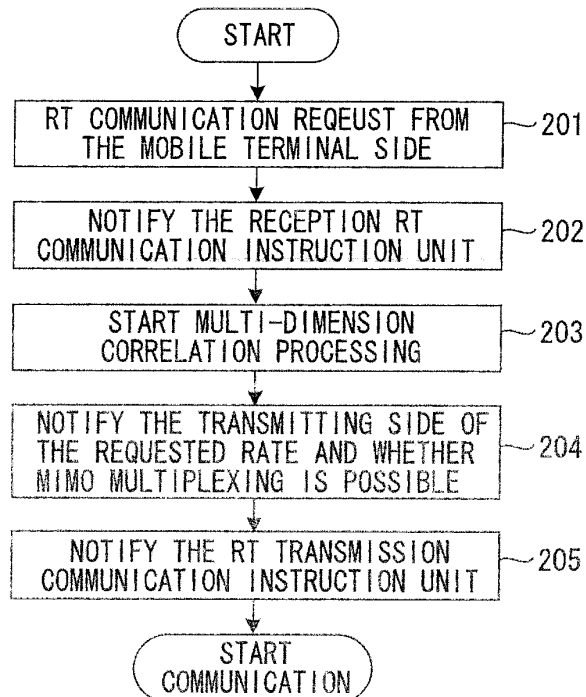 START
RT COMMUNICATION REQEUST FROM
THE MOBILE TERMINAL SIDE
201
NOTIFY THE RECEPTION RT
COMMUNICATION INSTRUCTION UNIT
202
START MULTI-DIMENSION
CORRELATION PROCESSING
203
NOTIFY THE TRANSMITTING SIDE OF
THE REQUESTED RATE AND WHETHER
MIMO MULTIPLEXING IS POSSIBLE
204
NOTIFY THE RT TRANSMISSION
COMMUNICATION INSTRUCTION UNIT
205
START
COMMUNICATION